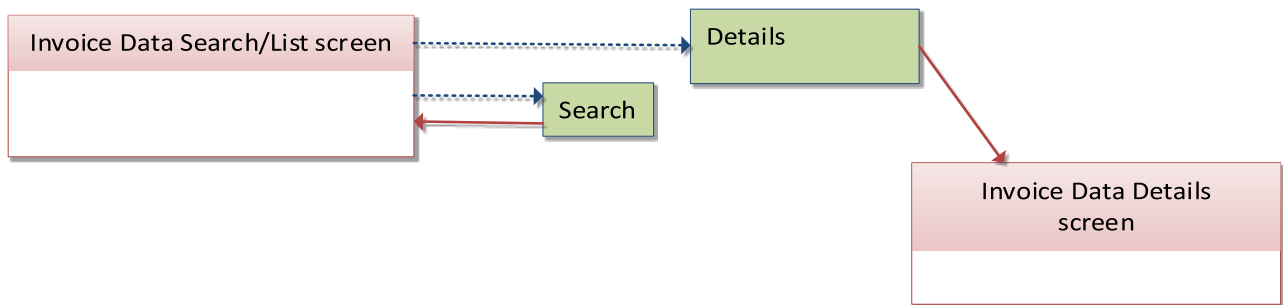 Invoice Data Search/List screen
Details
Search
Invoice Data Details
screen